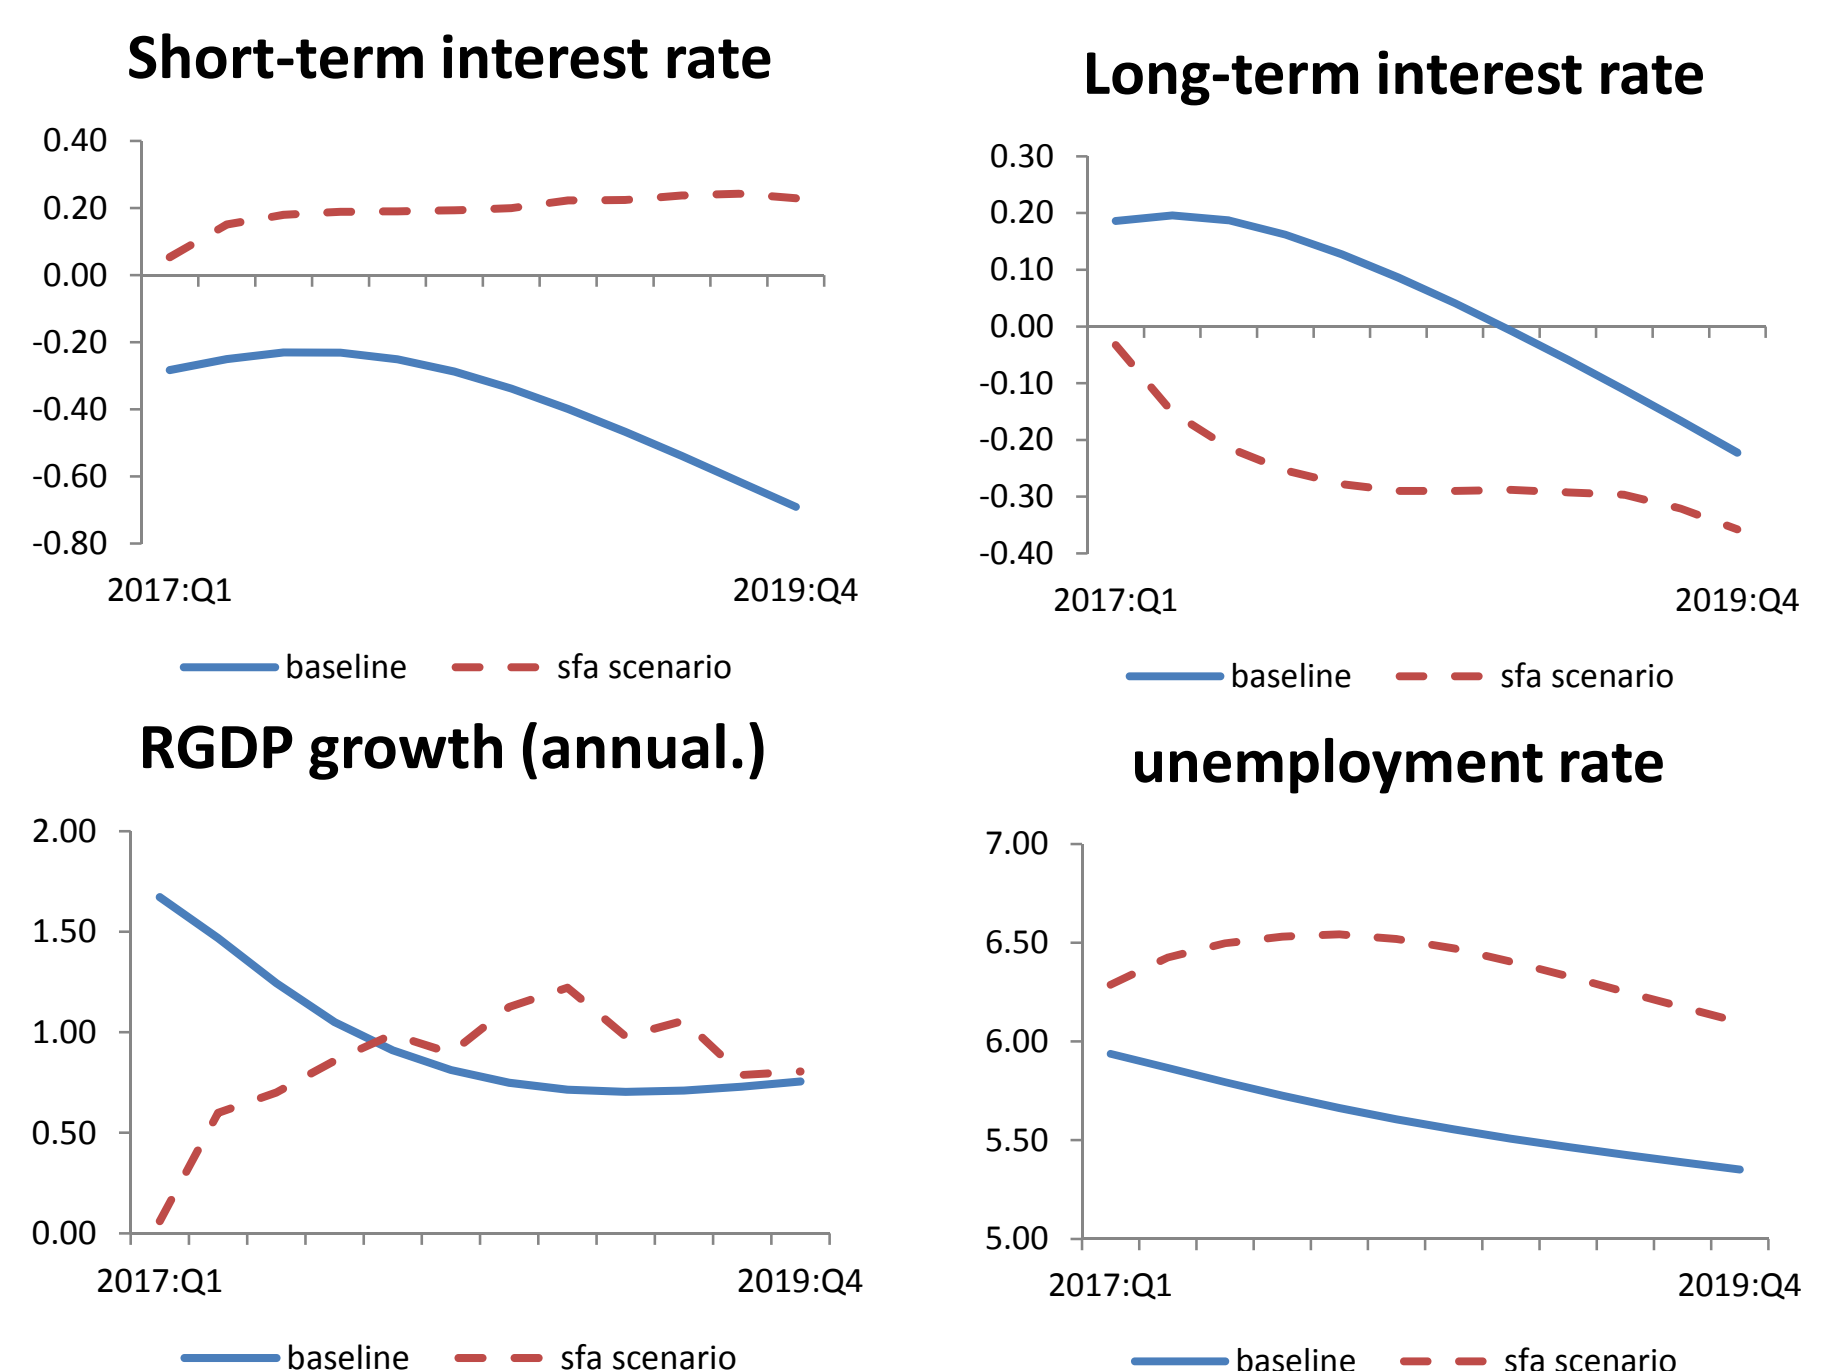 Short-term interest rate
0.40
0.20
0.00
-0.20
-0.40
-0.60
-0.80
2017:Q1 2019:Q4
baseline sfa scenario
Long-term interest rate
0.30
0.20
0.10
0.00
-0.10
-0.20
-0.30
-0.40
2017:Q1 2019:Q4
baseline sfa scenario
RGDP growth (annual.)
2.00
1.50
1.00
0.50
0.00
2017:Q1 2019:Q4
baseline sfa scenario
unemployment rate
7.00
6.50
6.00
5.50
5.00
2017:Q1 2019:Q4
baseline sfa scenario